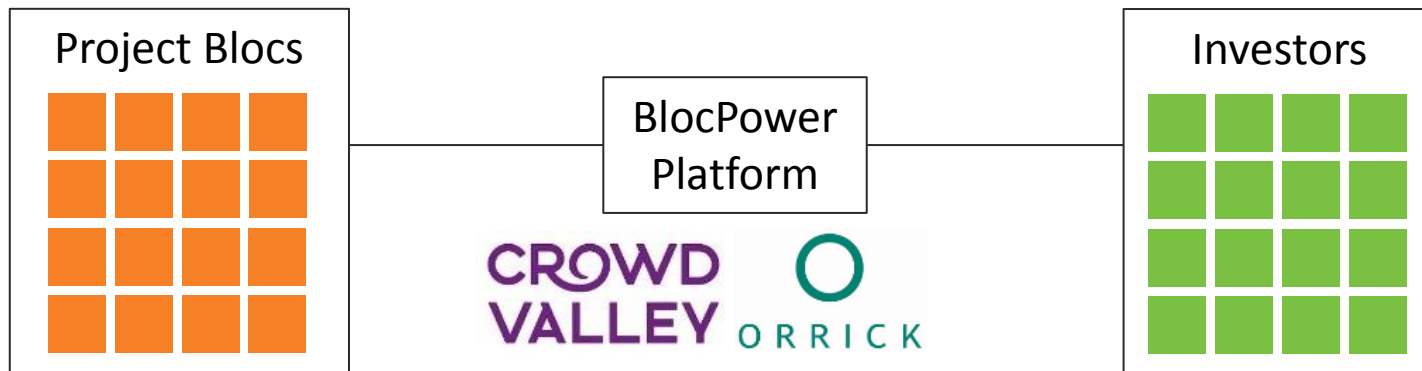 Project Blocs
BlocPower
Platform
Investors
CROWD
VALLEY
ORRICK